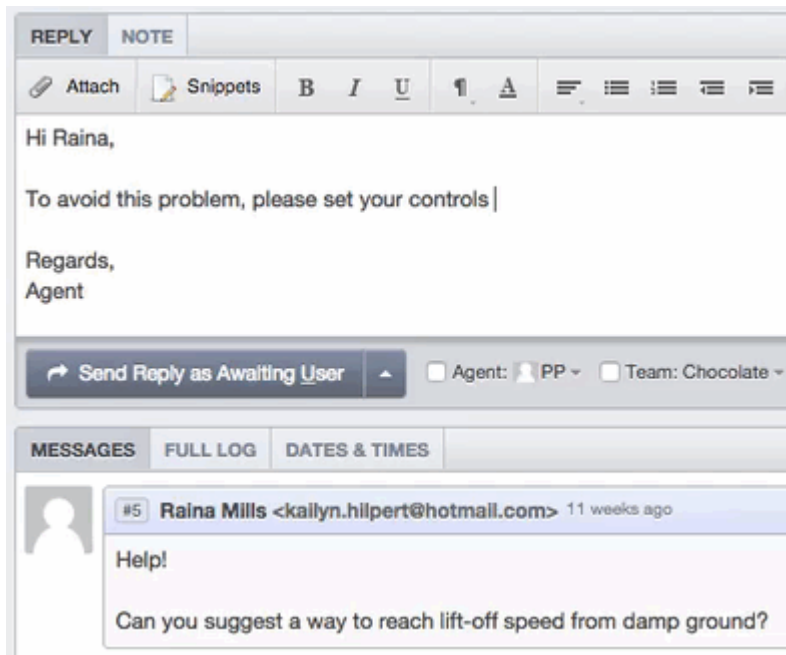 REPLY NOTE
Attach Snippets B I U ¶ A
Hi Raina,
To avoid this problem, please set your controls
Regards,
Agent
Send Reply as Awaiting User Agent: PP Team: Chocolate
MESSAGES FULL LOG DATES & TIMES
#5 Raina Mills <kailyn.hilpert@hotmail.com> 11 weeks ago
Help!
Can you suggest a way to reach lift-off speed from damp ground?